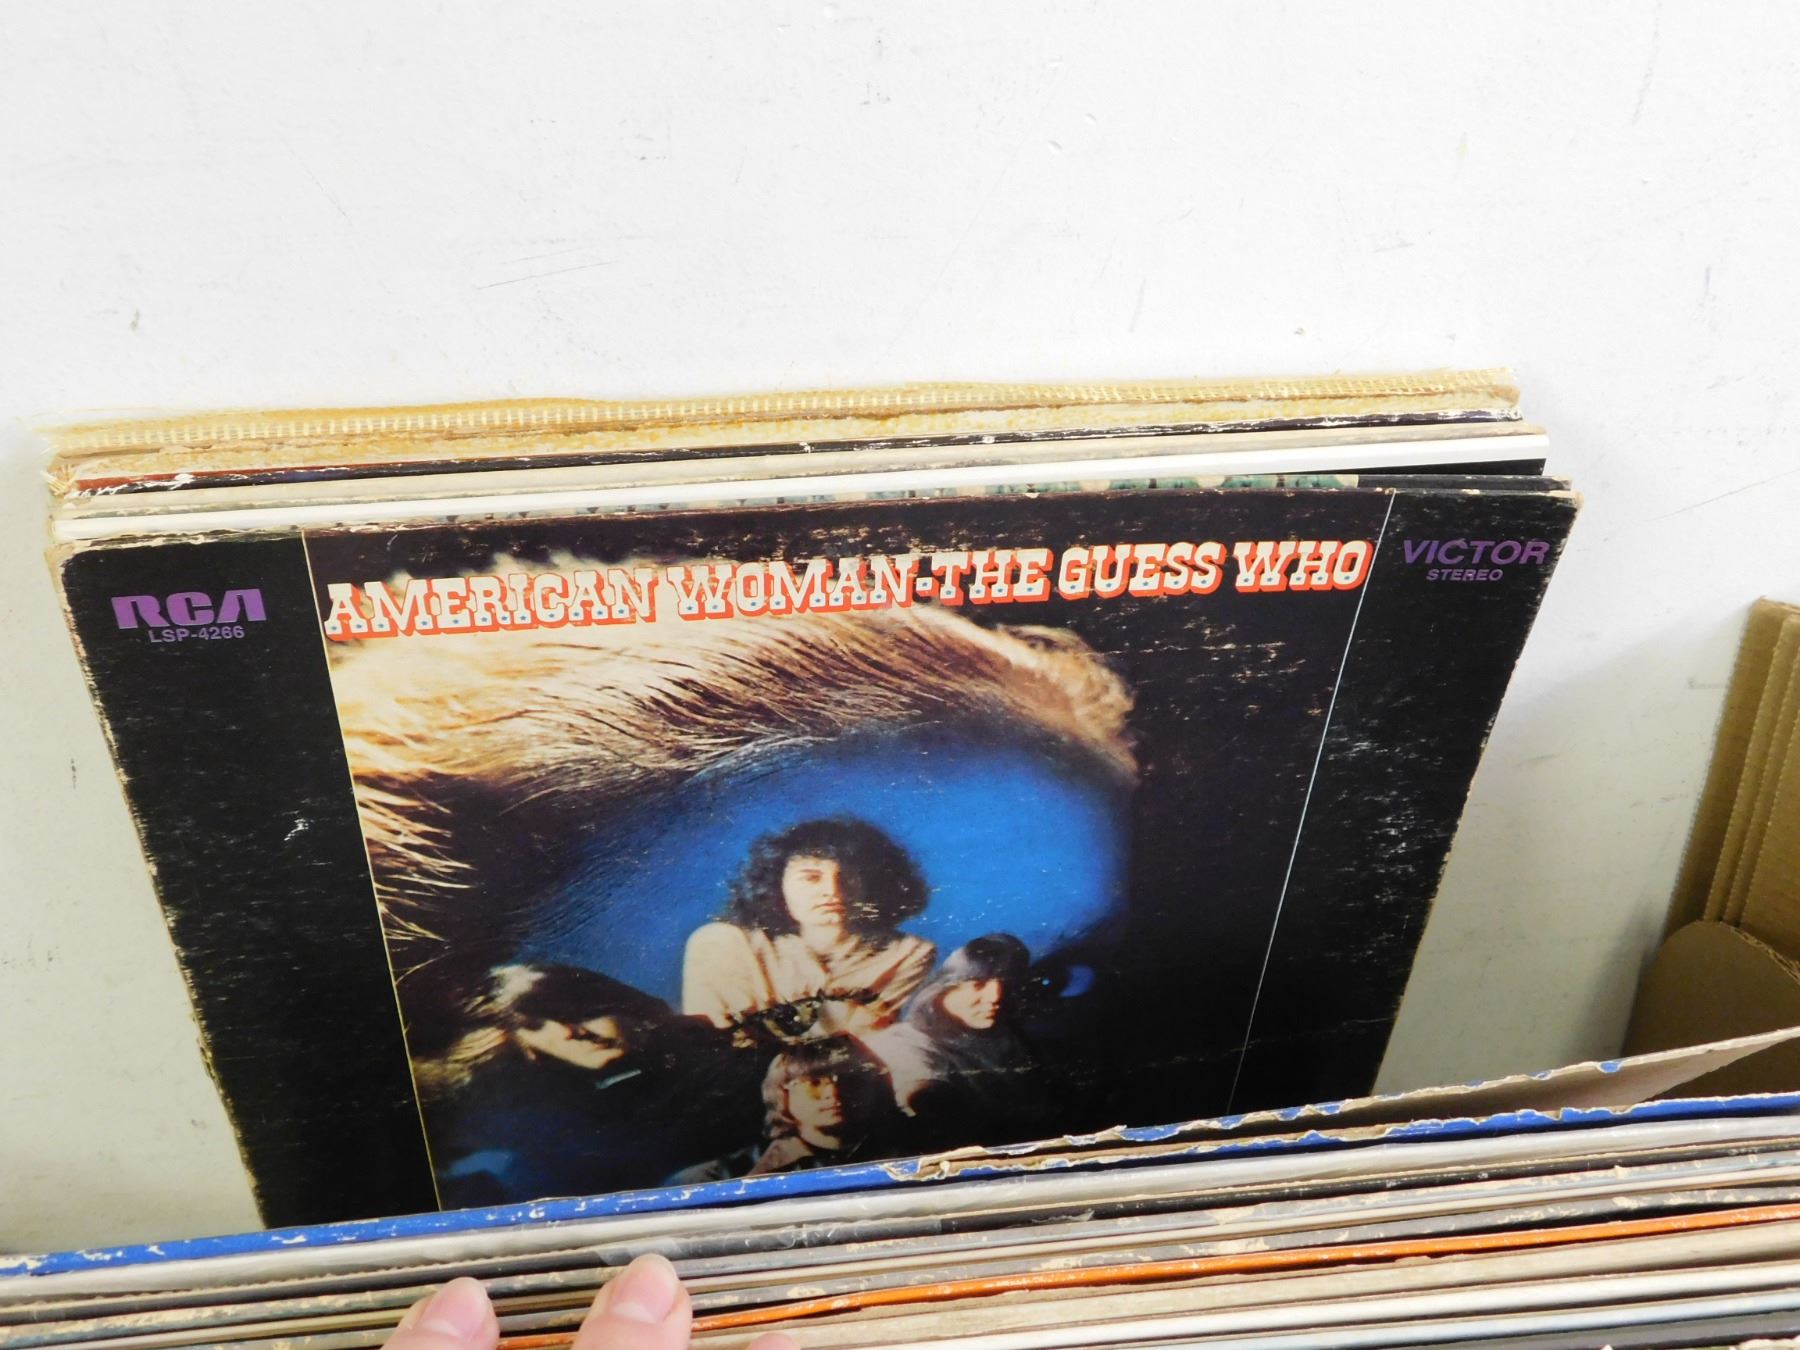 RCA
LSP-4266
AMERICAN WOMAN-THE GUESS WHO
VICTOR
STEREO